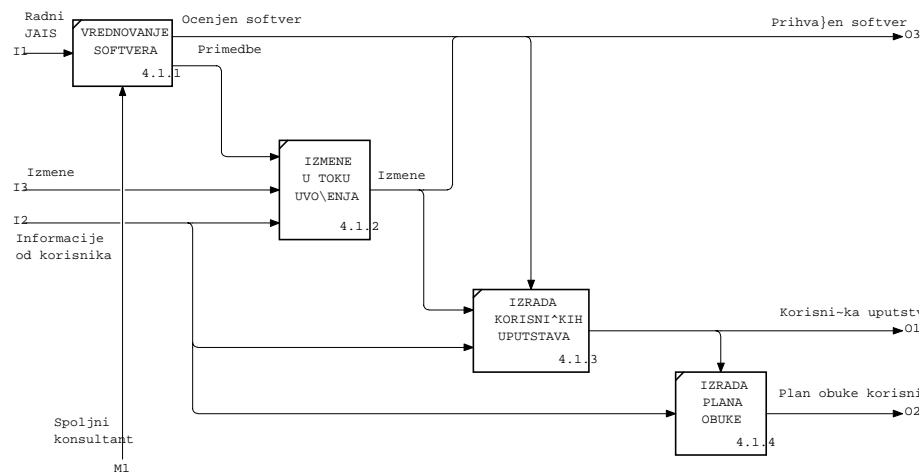 Radni
JAIS
I1
VREDNOVANJE
SOFTVERA
4.1.1
Ocenjen softver
Primedbe
Prihva}en softver
O3
Izmene
I3
I2
Informacije
od korisnika
IZMENE
U TOKU
UVO\ENJA
4.1.2
Izmene
IZRADA
KORISNI^KIH
UPUTSTAVA
4.1.3
Korisni~ka uputstv
O1
IZRADA
PLANA
OBUKE
4.1.4
Plan obuke korisni
O2
Spoljni
konsultant
M1